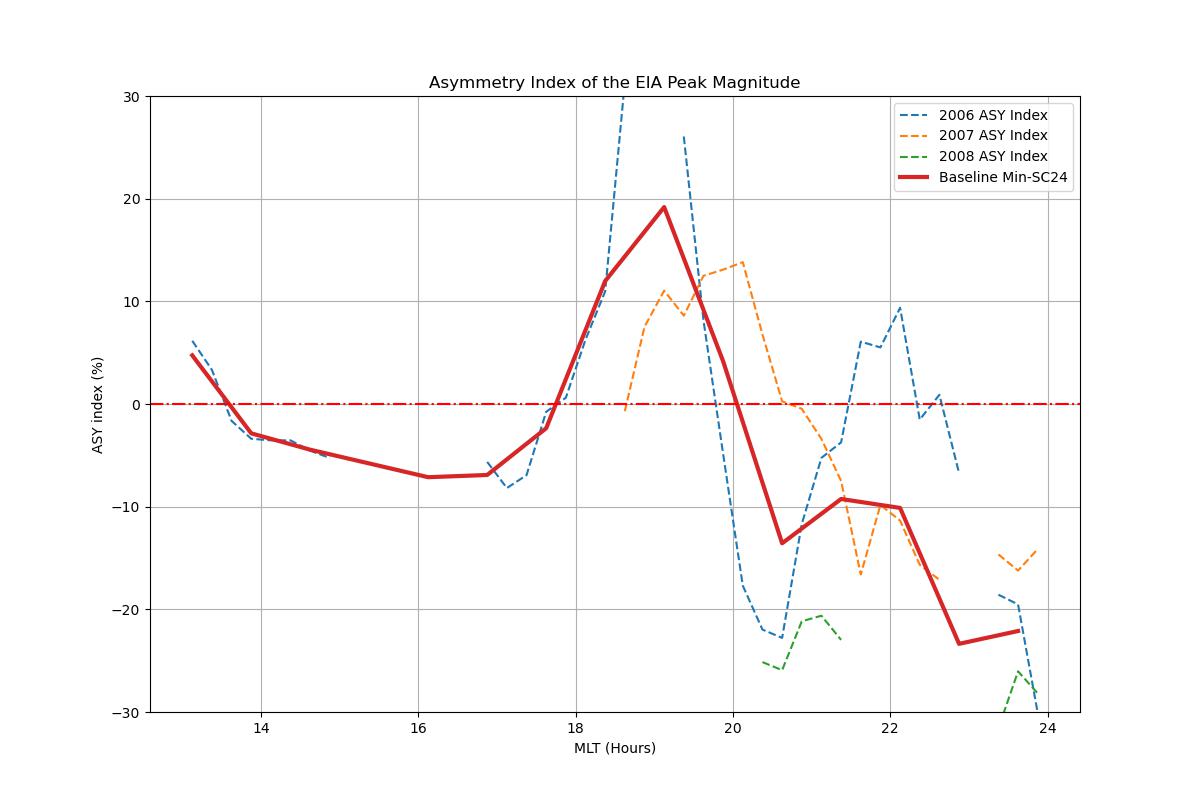 Asymmetry Index of the EIA Peak Magnitude
30
20
10
0
−10
−20
−30
ASY index (%)
2006 ASY Index
2007 ASY Index
2008 ASY Index
Baseline Min-SC24
14
16
18
20
22
24
MLT (Hours)